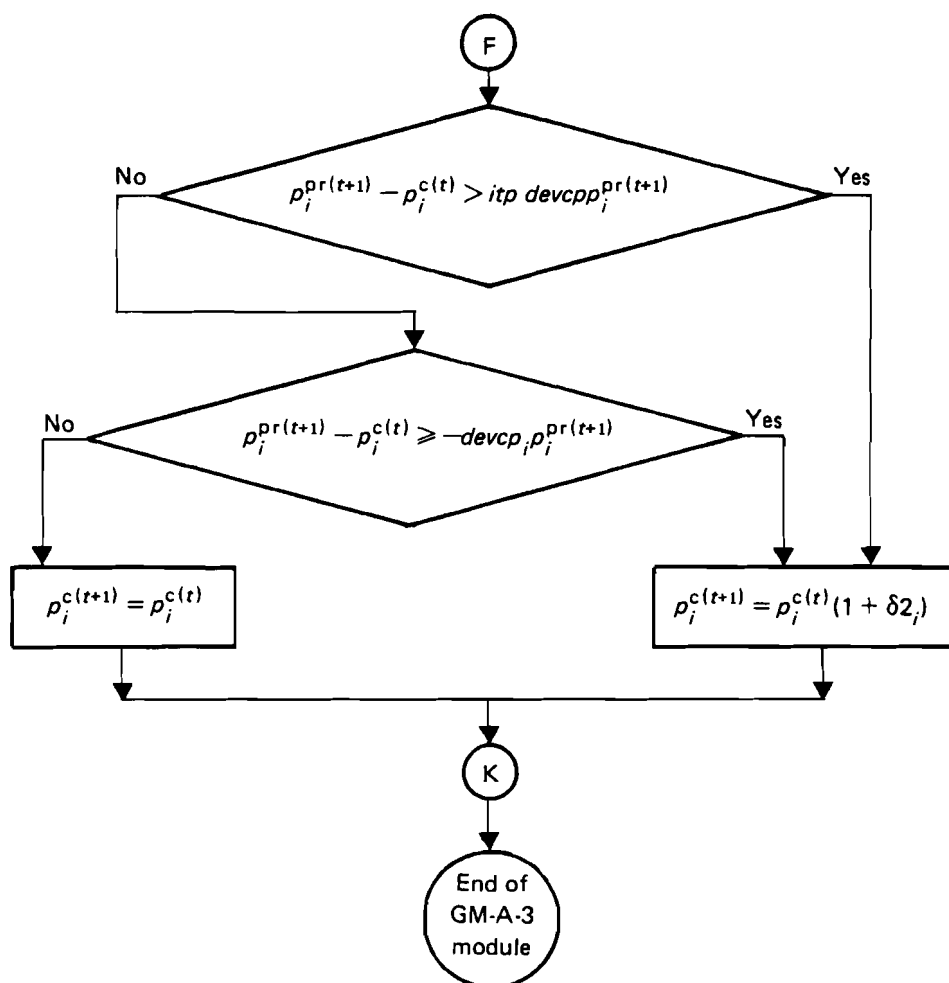 F
No
Yes
p_i^{pr(t+1)} − p_i^{c(t)} > itp devcpp_i^{pr(t+1)}
No
Yes
p_i^{pr(t+1)} − p_i^{c(t)} ⩾ −devcp_i p_i^{pr(t+1)}
p_i^{c(t+1)} = p_i^{c(t)}
p_i^{c(t+1)} = p_i^{c(t)} (1 + δ2_i)
K
End of
GM-A-3
module